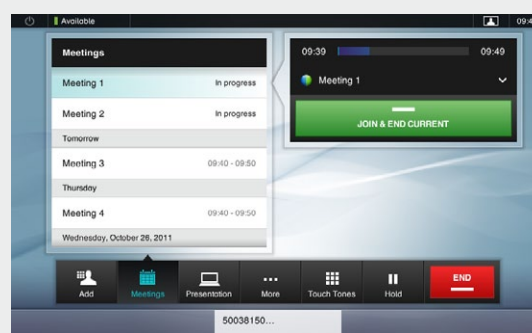 Available
09:4
Meetings
Meeting 1 In progress
Meeting 2 In progress
Tomorrow
Meeting 3 09:40 - 09:50
Thursday
Meeting 4 09:40 - 09:50
Wednesday, October 26, 2011
09:39 09:49
Meeting 1
JOIN & END CURRENT
Add
Meetings
Presentation
More
Touch Tones
Hold
END
50038150...